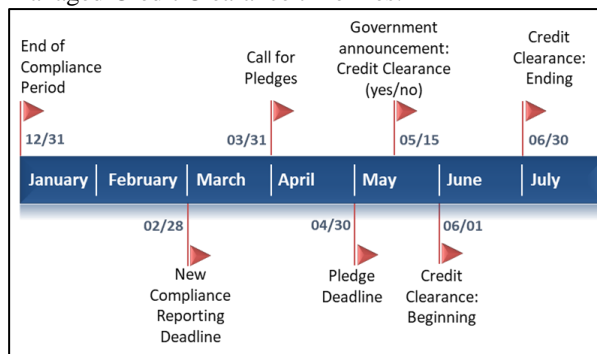 End of
Compliance
Period
12/31
Call for
Pledges
03/31
Government
announcement:
Credit Clearance
(yes/no)
05/15
Credit
Clearance:
Ending
06/30
January
February
March
April
May
June
July
02/28
New
Compliance
Reporting
Deadline
04/30
Pledge
Deadline
06/01
Credit
Clearance:
Beginning